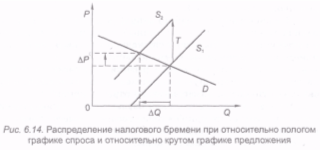 P
S₂
S₁
T
ΔP
D
0
ΔQ
Q
Рис. 6.14. Распределение налогового бремени при относительно пологом
графике спроса и относительно крутом графике предложения